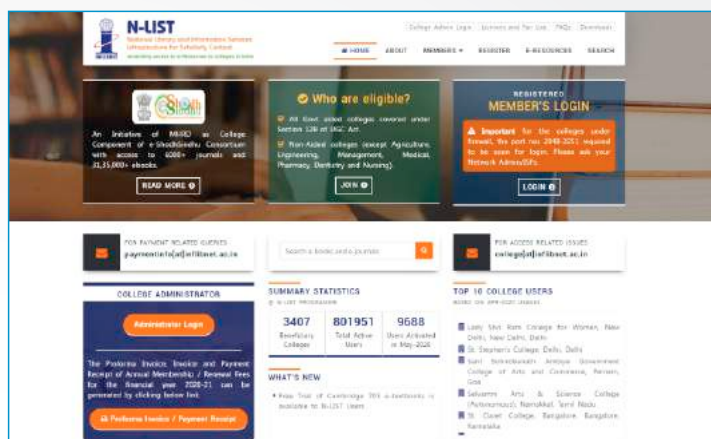 N-LIST
National Library and Information Services
Infrastructure for Scholarly Content
College Admin Login
FAQs
Downloads
HOME
ABOUT
MEMBERS
REGISTER
E-RESOURCES
SEARCH
An Initiative of MHRD as College
Component of e-ShodhSindhu Consortium
with access to 6000+ journals and
31,35,000+ ebooks.
READ MORE
Who are eligible?
All Govt aided colleges covered under
Section 12B of UGC Act.
Non-Aided colleges (except Agriculture,
Engineering, Management, Medical,
Pharmacy, Dentistry and Nursing).
JOIN
REGISTERED
MEMBER'S LOGIN
Important for the colleges under
firewall, the port no: 2048-2051 required
to be open for login. Please ask your
Network Admin/ISPs.
LOGIN
FOR PAYMENT RELATED QUERIES
paymentinfo[at]inflibnet.ac.in
Search e-books and e-journals
FOR ACCESS RELATED ISSUES
college[at]inflibnet.ac.in
COLLEGE ADMINISTRATOR
Administrator Login
The Proforma Invoice, Invoice and Payment
Receipt of Annual Membership / Renewal Fees
for the financial year 2020-21 can be
generated by clicking below link.
Proforma Invoice / Payment Receipt
SUMMARY STATISTICS
@ N-LIST PROGRAMME
3407
Beneficiary
Colleges
801951
Total Active
Users
9688
Users Activated
in May-2020
WHAT'S NEW
Free Trial of Cambridge 703 e-textbooks is
available to N-LIST Users
TOP 10 COLLEGE USERS
Lady Shri Ram College for Women, New
Delhi, New Delhi, Delhi
St. Stephen's College, Delhi, Delhi
Government
College of Arts and Commerce, Pernem,
Goa
Selvamm Arts & Science College
(Autonomous), Namakkal, Tamil Nadu
St. Claret College, Bangalore, Bangalore,
Karnataka